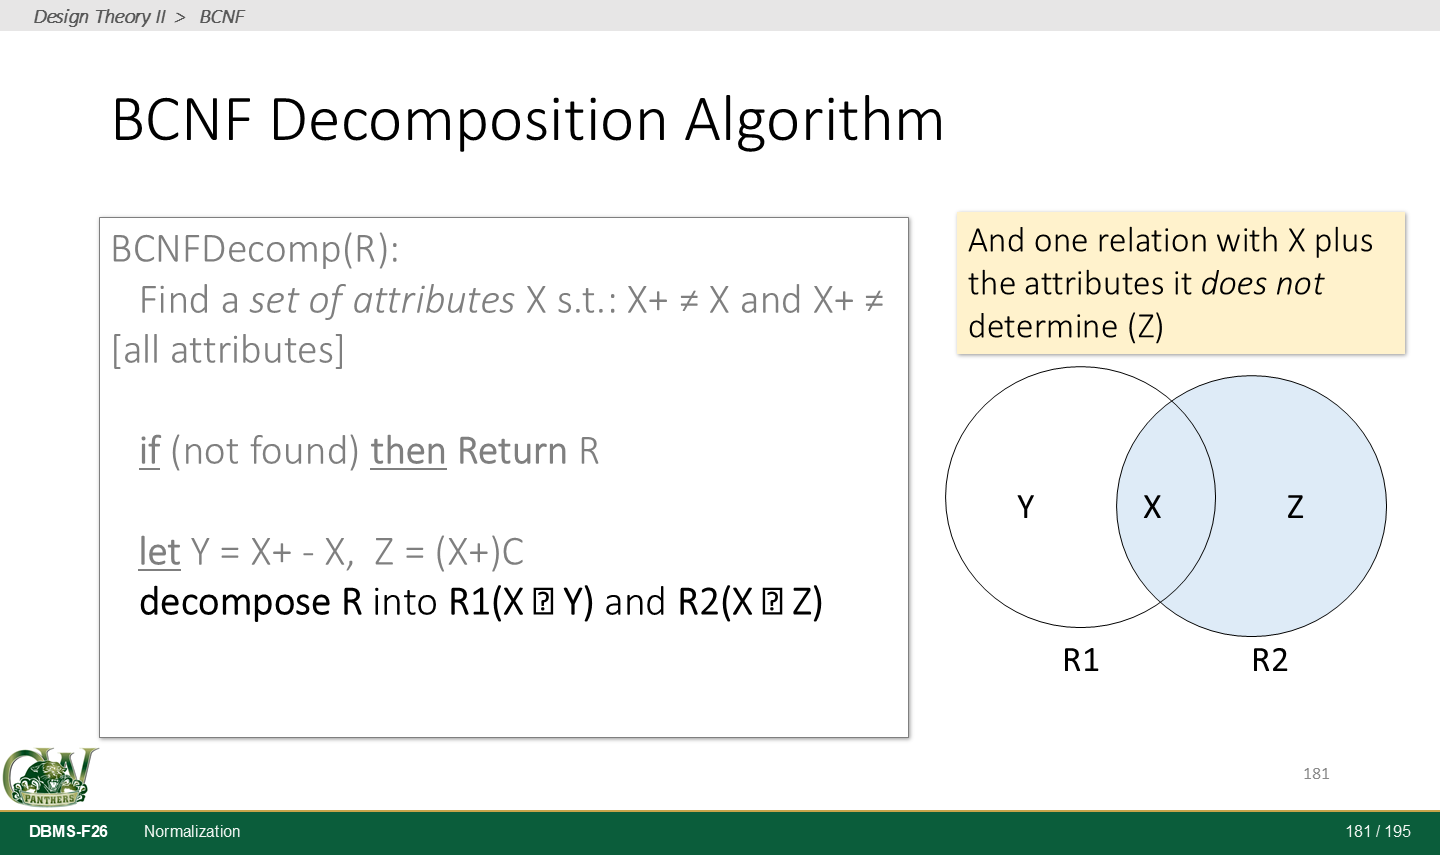 Design Theory II > BCNF
BCNF Decomposition Algorithm
BCNFDecomp(R):
Find a set of attributes X s.t.: X+ ≠ X and X+ ≠
[all attributes]
if (not found) then Return R
let Y = X+ - X, Z = (X+)C
decompose R into R1(X 🯄 Y) and R2(X 🯄 Z)
And one relation with X plus
the attributes it does not
determine (Z)
Y X Z
R1 R2
PANTHERS
181
DBMS-F26 Normalization 181 / 195